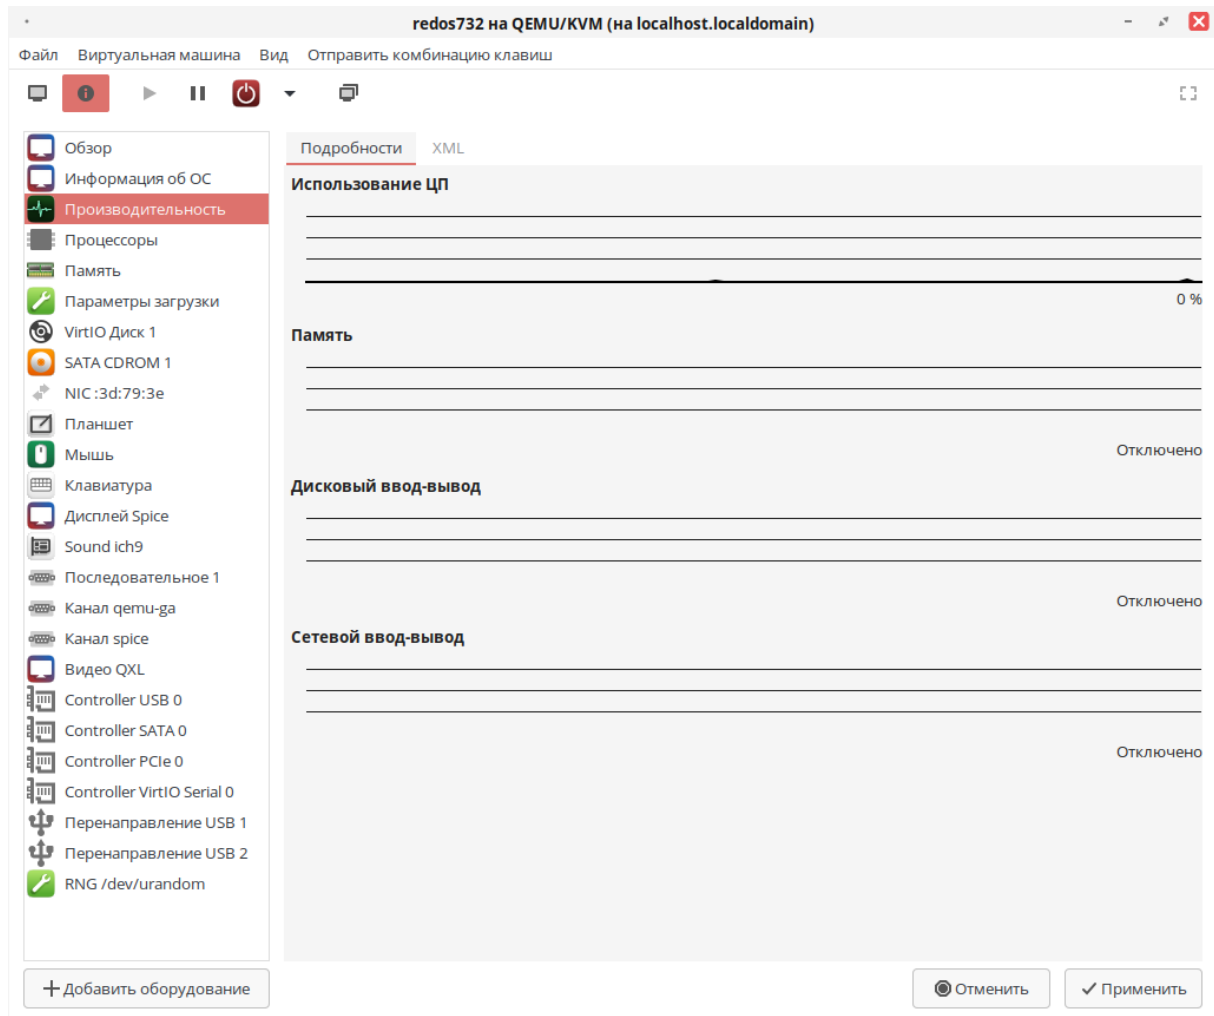 redos732 на QEMU/KVM (на localhost.localdomain)
Файл Виртуальная машина Вид Отправить комбинацию клавиш
Обзор
Информация об ОС
Производительность
Процессоры
Память
Параметры загрузки
VirtIO Диск 1
SATA CDROM 1
NIC :3d:79:3e
Планшет
Мышь
Клавиатура
Дисплей Spice
Sound ich9
Последовательное 1
Канал qemu-ga
Канал spice
Видео QXL
Controller USB 0
Controller SATA 0
Controller PCIe 0
Controller VirtIO Serial 0
Перенаправление USB 1
Перенаправление USB 2
RNG /dev/urandom
Добавить оборудование
Подробности XML
Использование ЦП
0 %
Память
Отключено
Дисковый ввод-вывод
Отключено
Сетевой ввод-вывод
Отключено
Отменить Применить